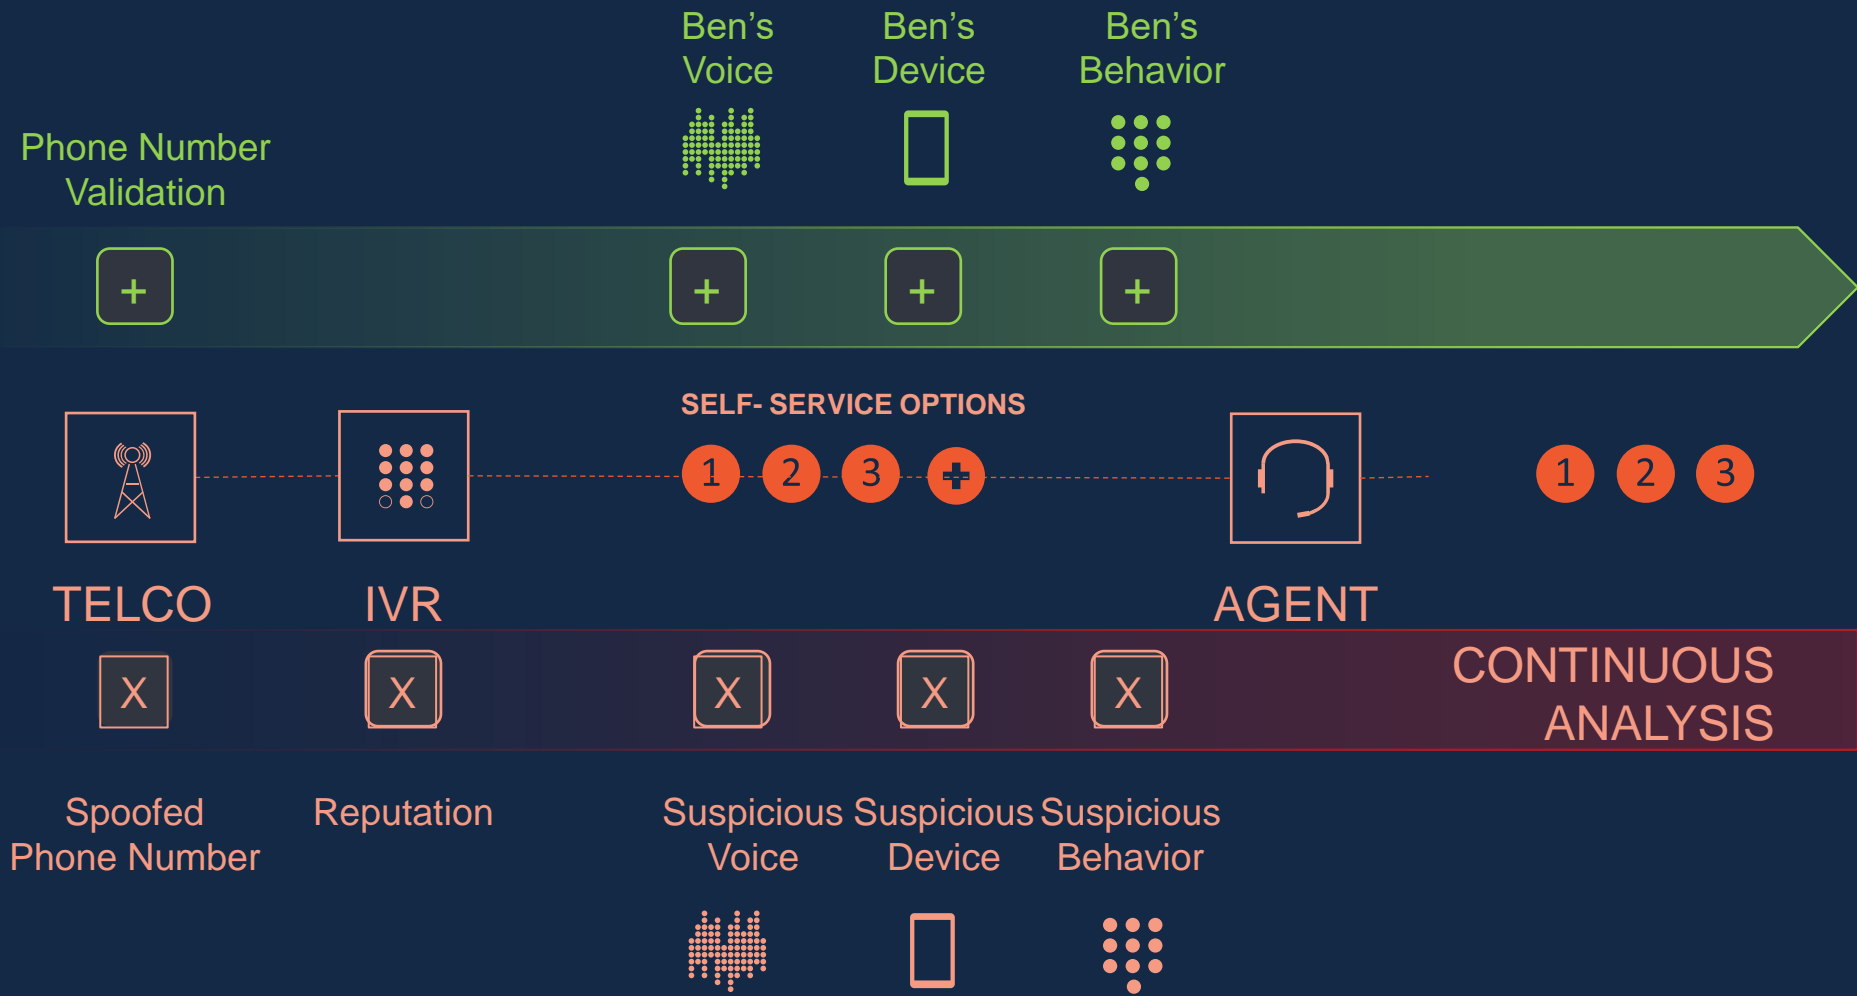 Ben's
Voice
Ben's
Device
Ben's
Behavior
Phone Number
Validation
+
+
+
+
SELF- SERVICE OPTIONS
1
2
3
+
1
2
3
TELCO
IVR
AGENT
X
X
X
X
X
CONTINUOUS
ANALYSIS
Spoofed
Phone Number
Reputation
Suspicious
Voice
Suspicious
Device
Suspicious
Behavior